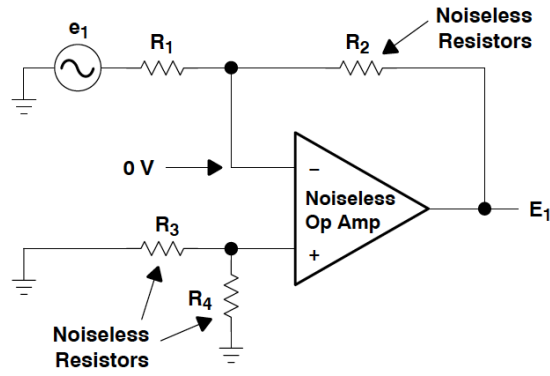 Noiseless
Resistors
e1
R1
R2
0 V
−
Noiseless
Op Amp
+
E1
R3
R4
Noiseless
Resistors